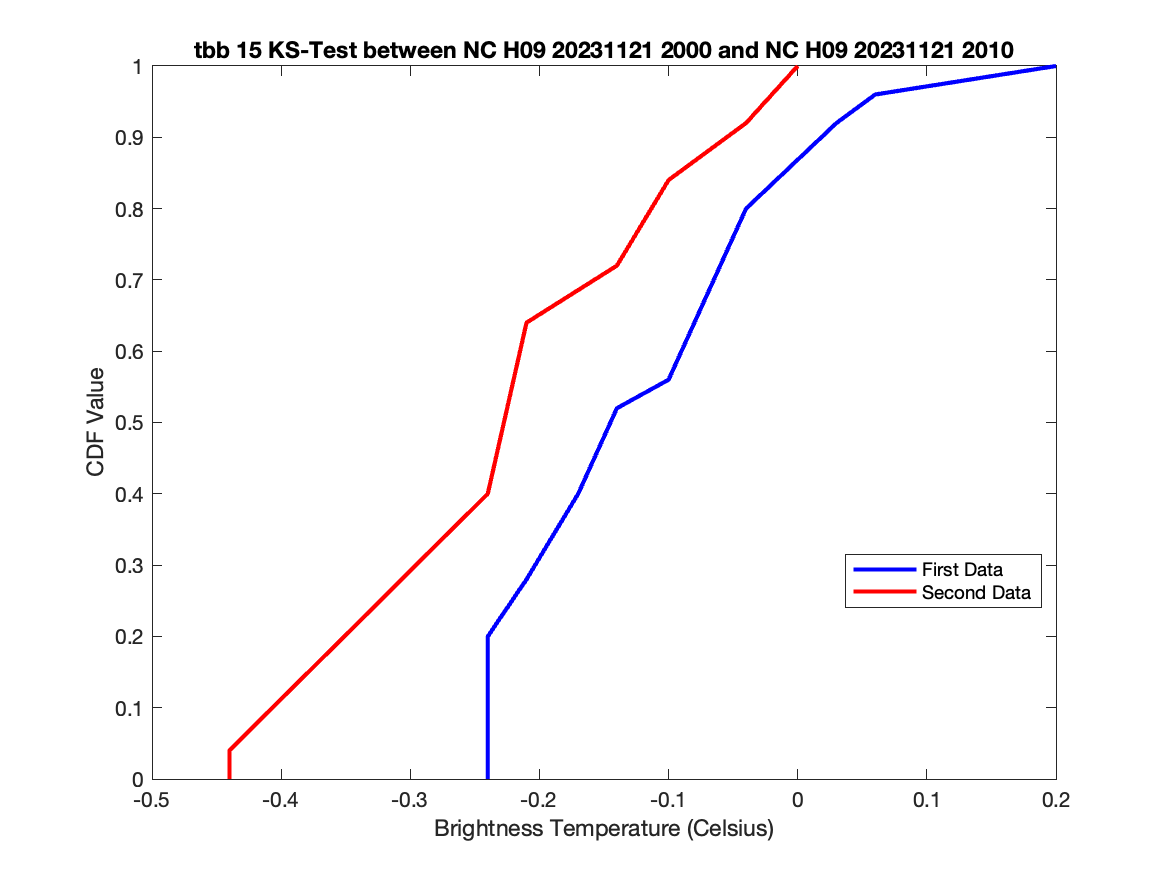 tbb 15 KS-Test between NC H09 20231121 2000 and NC H09 20231121 2010
1
0.9
0.8
0.7
0.6
0.5
0.4
0.3
0.2
0.1
0
CDF Value
First Data
Second Data
-0.5 -0.4 -0.3 -0.2 -0.1 0 0.1 0.2
Brightness Temperature (Celsius)